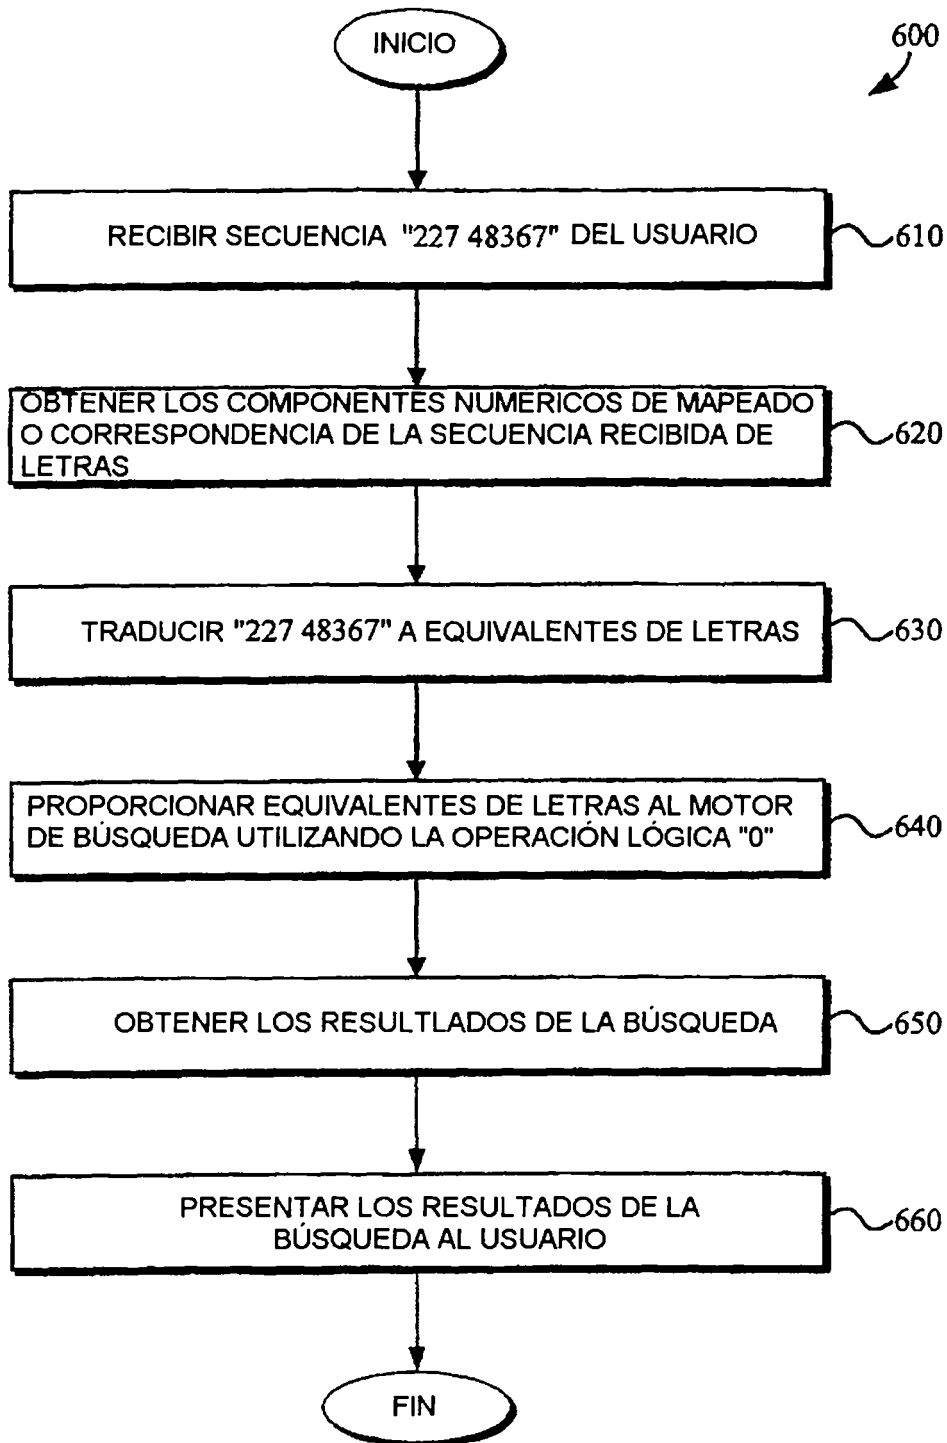 INICIO
600
RECIBIR SECUENCIA "227 48367" DEL USUARIO
610
OBTENER LOS COMPONENTES NUMERICOS DE MAPEADO
O CORRESPONDENCIA DE LA SECUENCIA RECIBIDA DE
LETRAS
620
TRADUCIR "227 48367" A EQUIVALENTES DE LETRAS
630
PROPORCIONAR EQUIVALENTES DE LETRAS AL MOTOR
DE BÚSQUEDA UTILIZANDO LA OPERACIÓN LÓGICA "0"
640
OBTENER LOS RESULTLADOS DE LA BÚSQUEDA
650
PRESENTAR LOS RESULTADOS DE LA
BÚSQUEDA AL USUARIO
660
FIN